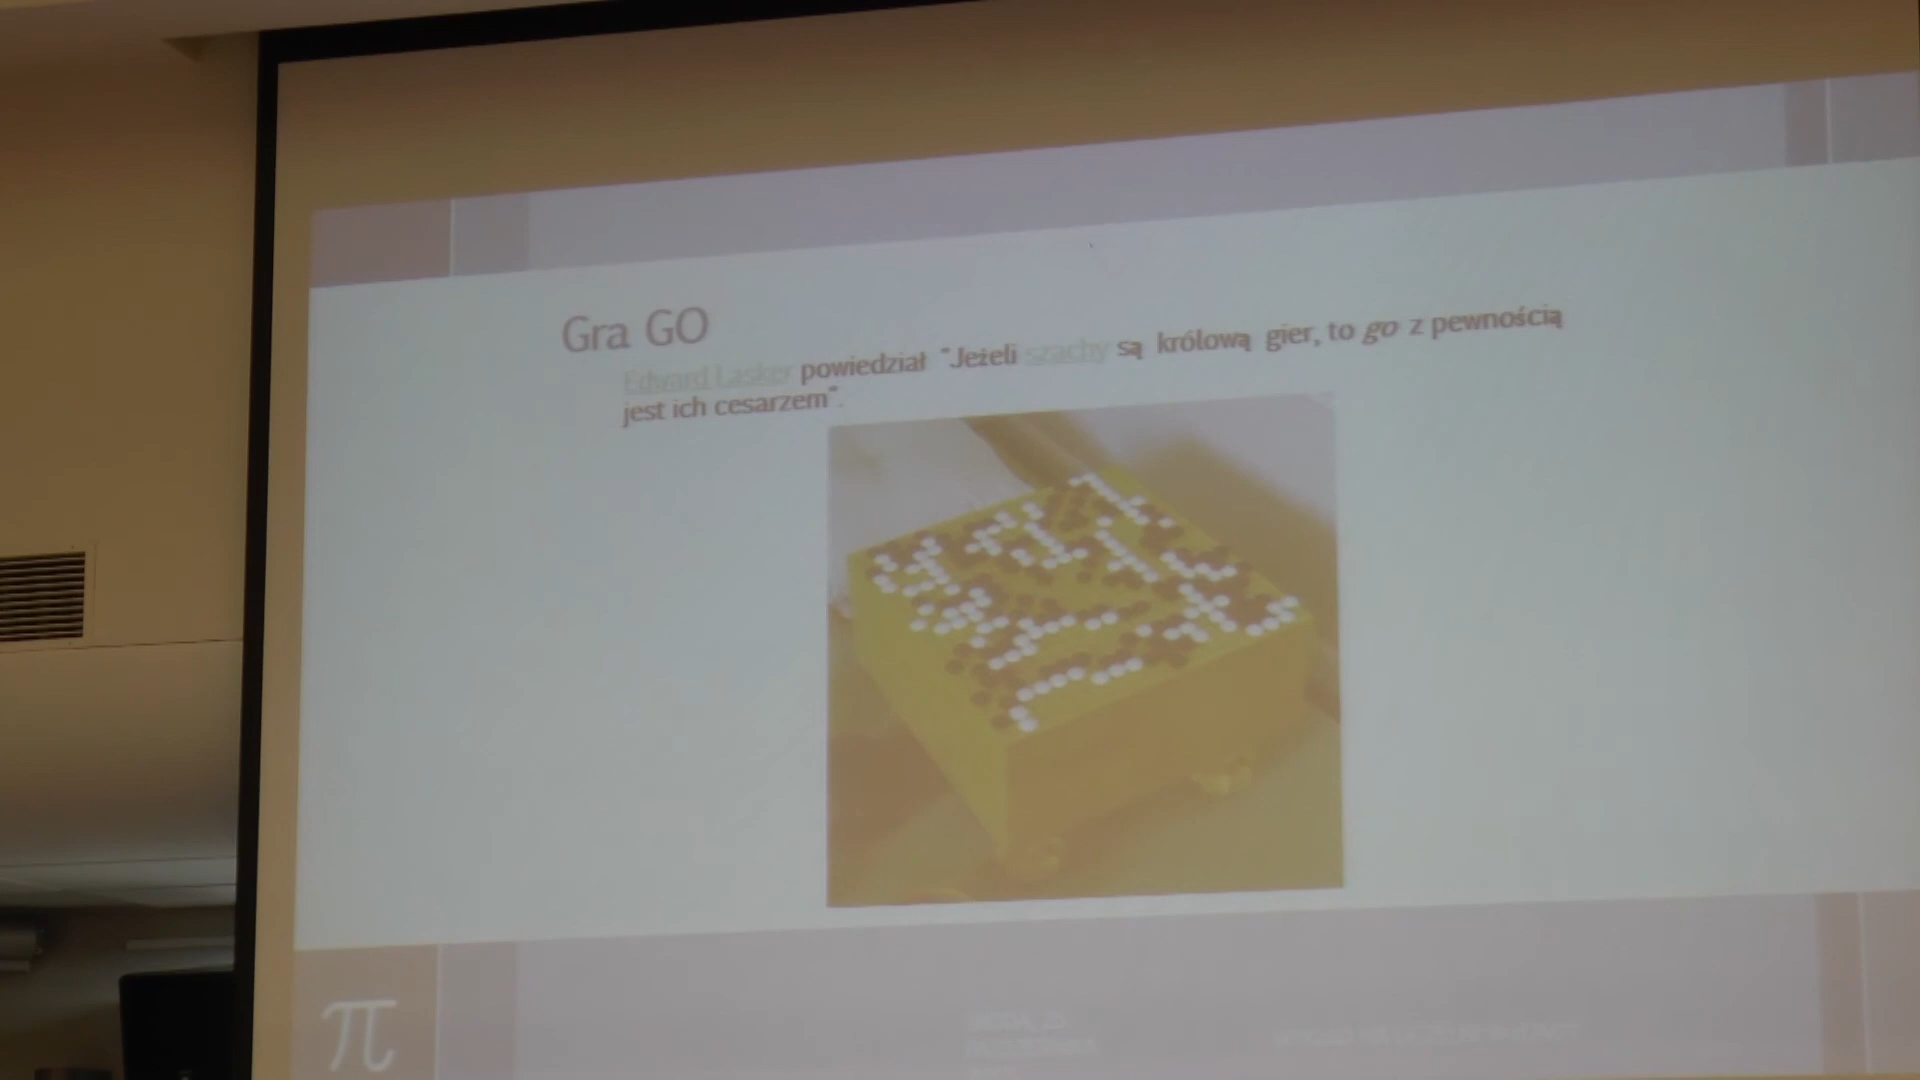 Gra GO
Edward Lasker powiedział "Jeżeli szachy są królową gier, to go z pewnością
jest ich cesarzem".
π